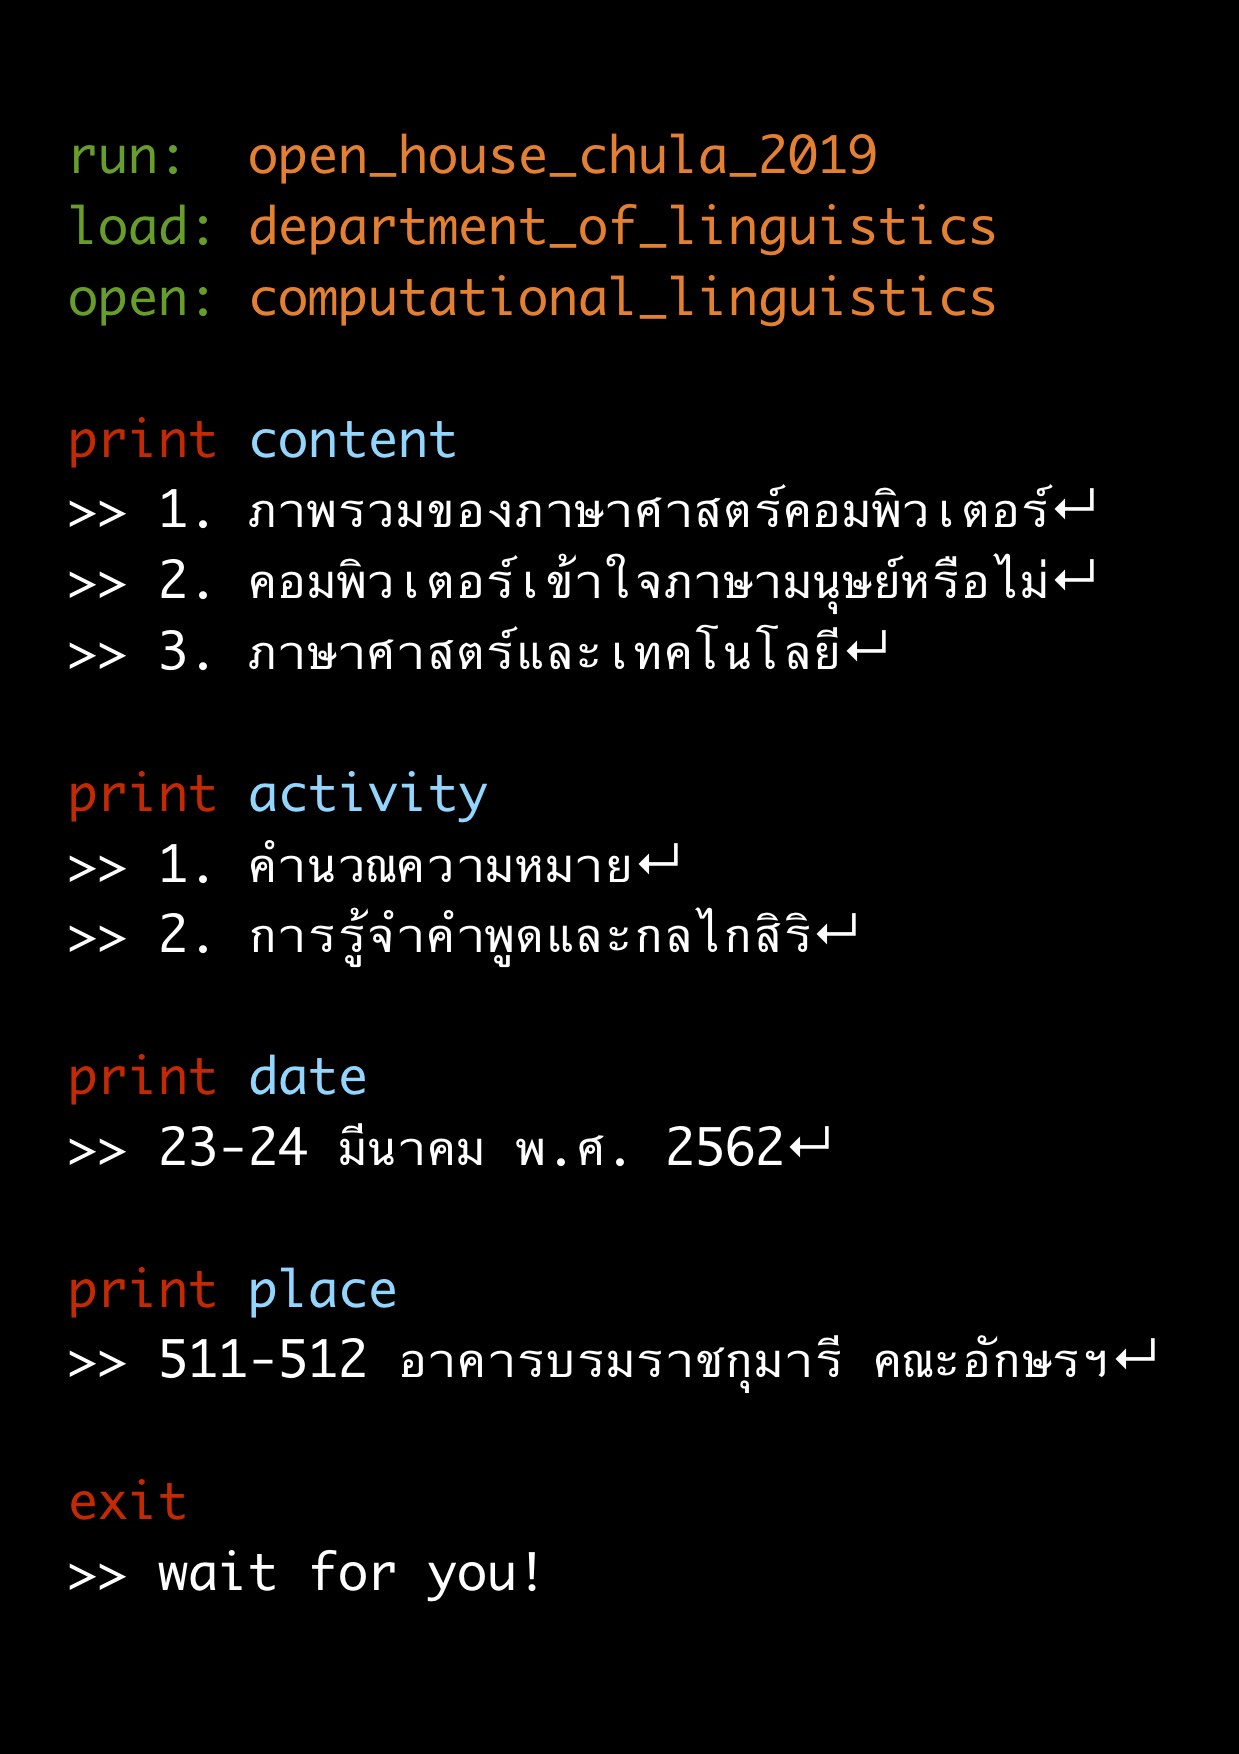 run: open_house_chula_2019
load: department_of_linguistics
open: computational_linguistics
print content
>> 1. ภาพรวมของภาษาศาสตร์คอมพิวเตอร์↵
>> 2. คอมพิวเตอร์เข้าใจภาษามนุษย์หรือไม่↵
>> 3. ภาษาศาสตร์และเทคโนโลยี↵
print activity
>> 1. คำนวณความหมาย↵
>> 2. การรู้จำคำพูดและกลไกสิริ↵
print date
>> 23-24 มีนาคม พ.ศ. 2562↵
print place
>> 511-512 อาคารบรมราชกุมารี คณะอักษรฯ↵
exit
>> wait for you!